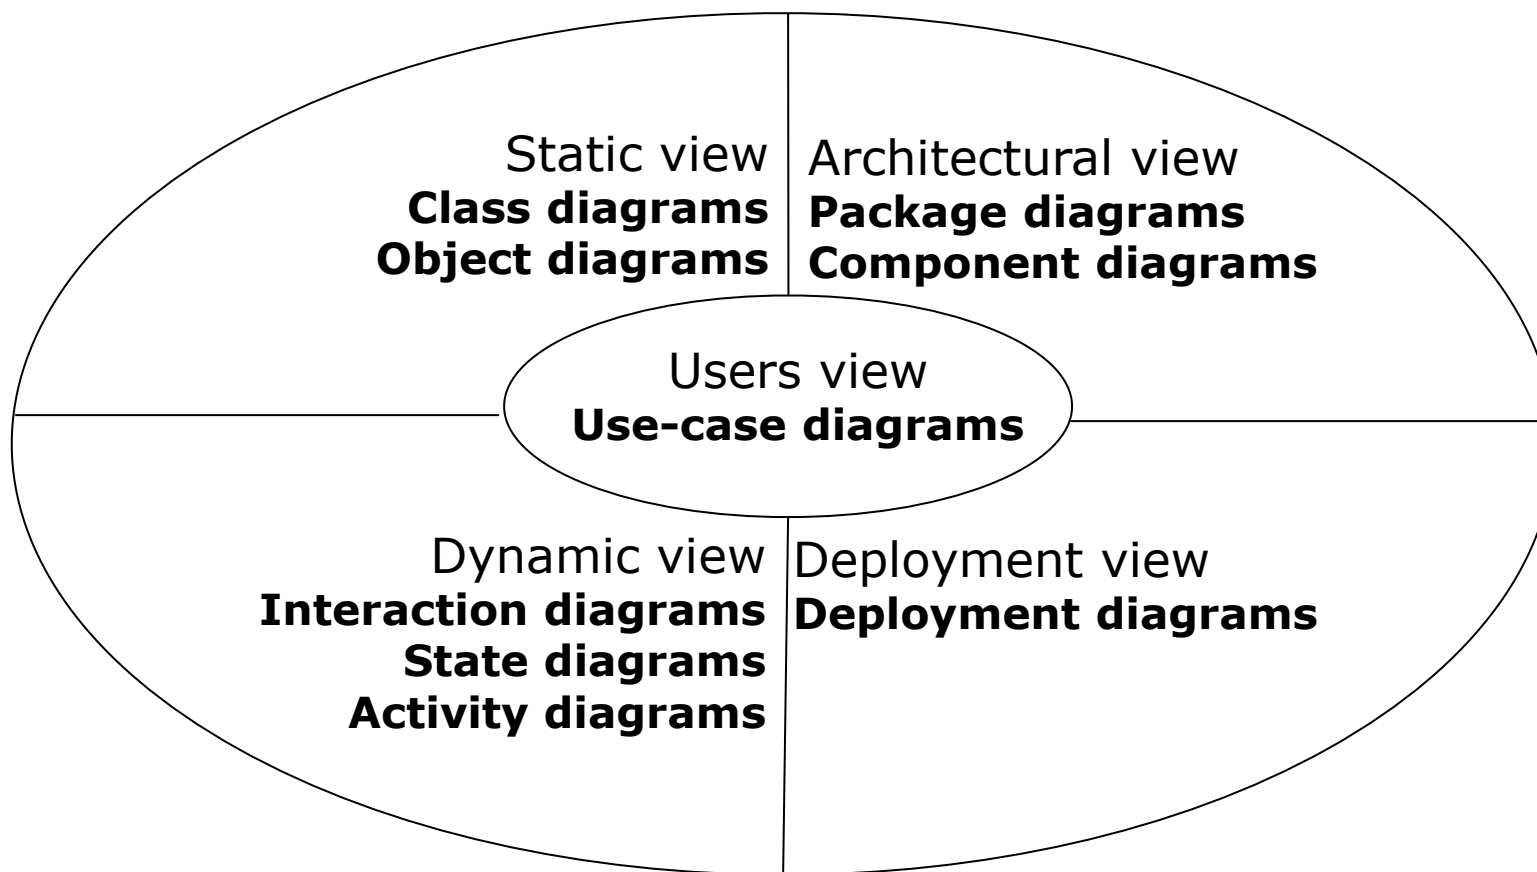 Static view
Class diagrams
Object diagrams
Architectural view
Package diagrams
Component diagrams
Users view
Use-case diagrams
Dynamic view
Interaction diagrams
State diagrams
Activity diagrams
Deployment view
Deployment diagrams